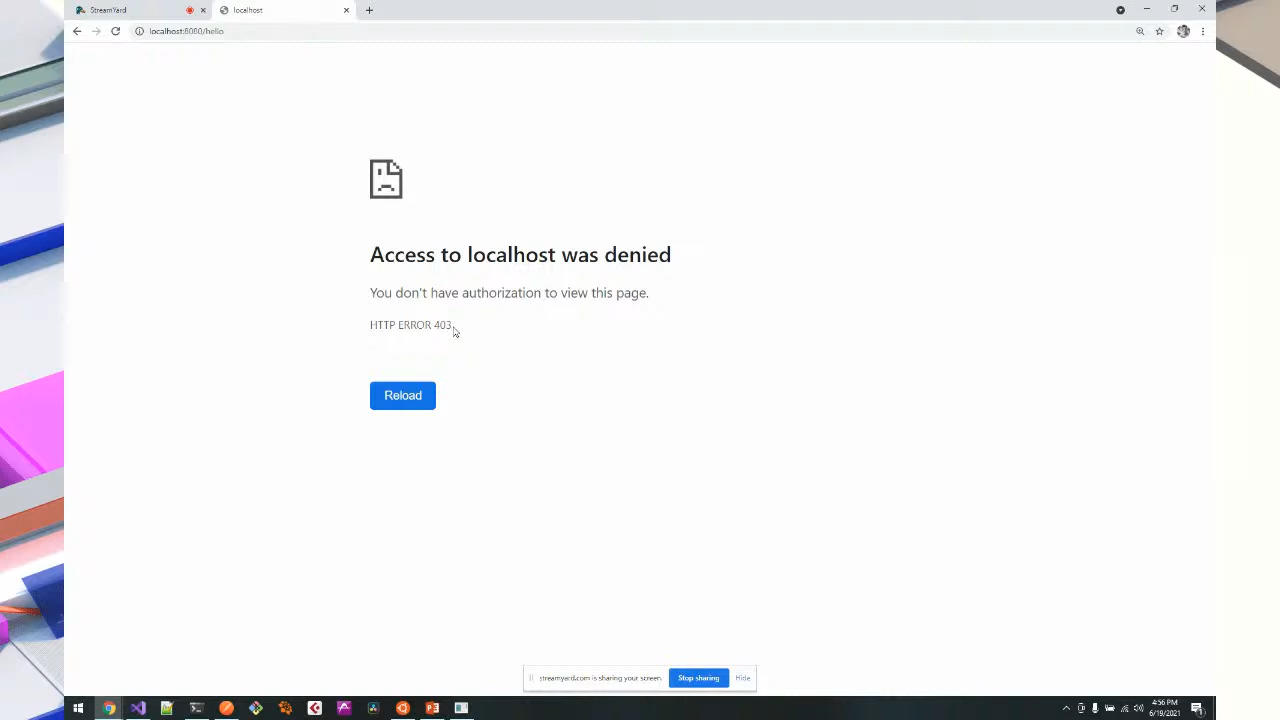 StreamYard
localhost
localhost:8080/hello
Access to localhost was denied
You don't have authorization to view this page.
HTTP ERROR 403
Reload
streamyard.com is sharing your screen.
Stop sharing
Hide
4:56 PM
6/19/2021